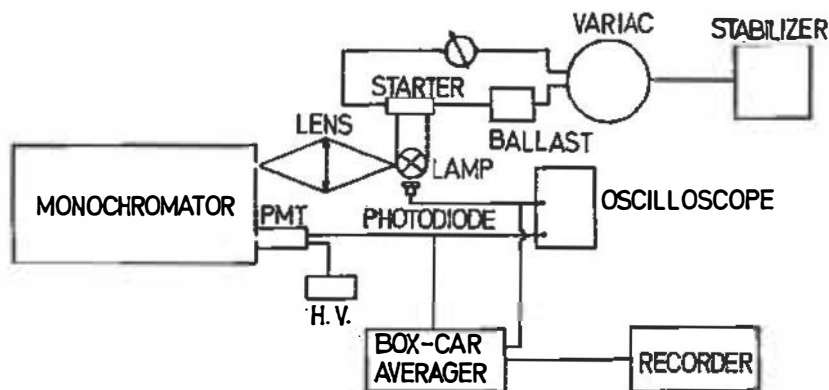 VARIAC
STABILIZER
STARTER
LENS
BALLAST
LAMP
MONOCHROMATOR
PMT
PHOTODIODE
OSCILLOSCOPE
H.V.
BOX-CAR
AVERAGER
RECORDER